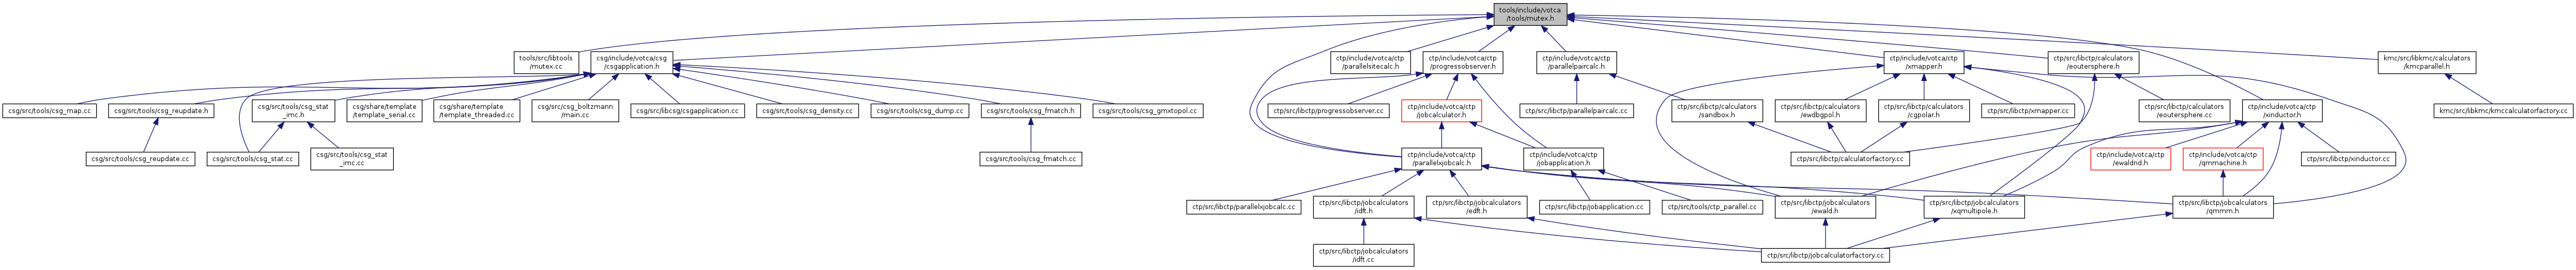 tools/include/votca
/tools/mutex.h
tools/src/libtools
/mutex.cc
csg/include/votca/csg
/csgapplication.h
ctp/include/votca/ctp
/parallelsitecalc.h
ctp/include/votca/ctp
/progressobserver.h
ctp/include/votca/ctp
/parallelpaircalc.h
ctp/include/votca/ctp
/xmapper.h
ctp/src/libctp/calculators
/eoutersphere.h
kmc/src/libkmc/calculators
/kmcparallel.h
csg/src/tools/csg_map.cc
csg/src/tools/csg_reupdate.h
csg/src/tools/csg_stat
_imc.h
csg/share/template
/template_serial.cc
csg/share/template
/template_threaded.cc
csg/src/csg_boltzmann
/main.cc
csg/src/libcsg/csgapplication.cc
csg/src/tools/csg_density.cc
csg/src/tools/csg_dump.cc
csg/src/tools/csg_fmatch.h
csg/src/tools/csg_gmxtopol.cc
ctp/src/libctp/progressobserver.cc
ctp/include/votca/ctp
/jobcalculator.h
ctp/src/libctp/parallelpaircalc.cc
ctp/src/libctp/calculators
/sandbox.h
ctp/src/libctp/calculators
/ewdbgpol.h
ctp/src/libctp/calculators
/cgpolar.h
ctp/src/libctp/xmapper.cc
ctp/src/libctp/calculators
/eoutersphere.cc
ctp/include/votca/ctp
/xinductor.h
kmc/src/libkmc/kmccalculatorfactory.cc
csg/src/tools/csg_reupdate.cc
csg/src/tools/csg_stat.cc
csg/src/tools/csg_stat
_imc.cc
csg/src/tools/csg_fmatch.cc
ctp/include/votca/ctp
/parallelxjobcalc.h
ctp/include/votca/ctp
/jobapplication.h
ctp/src/libctp/calculatorfactory.cc
ctp/include/votca/ctp
/ewaldnd.h
ctp/include/votca/ctp
/qmmachine.h
ctp/src/libctp/xinductor.cc
ctp/src/libctp/parallelxjobcalc.cc
ctp/src/libctp/jobcalculators
/idft.h
ctp/src/libctp/jobcalculators
/edft.h
ctp/src/libctp/jobapplication.cc
ctp/src/tools/ctp_parallel.cc
ctp/src/libctp/jobcalculators
/ewald.h
ctp/src/libctp/jobcalculators
/xqmultipole.h
ctp/src/libctp/jobcalculators
/qmmm.h
ctp/src/libctp/jobcalculators
/idft.cc
ctp/src/libctp/jobcalculatorfactory.cc